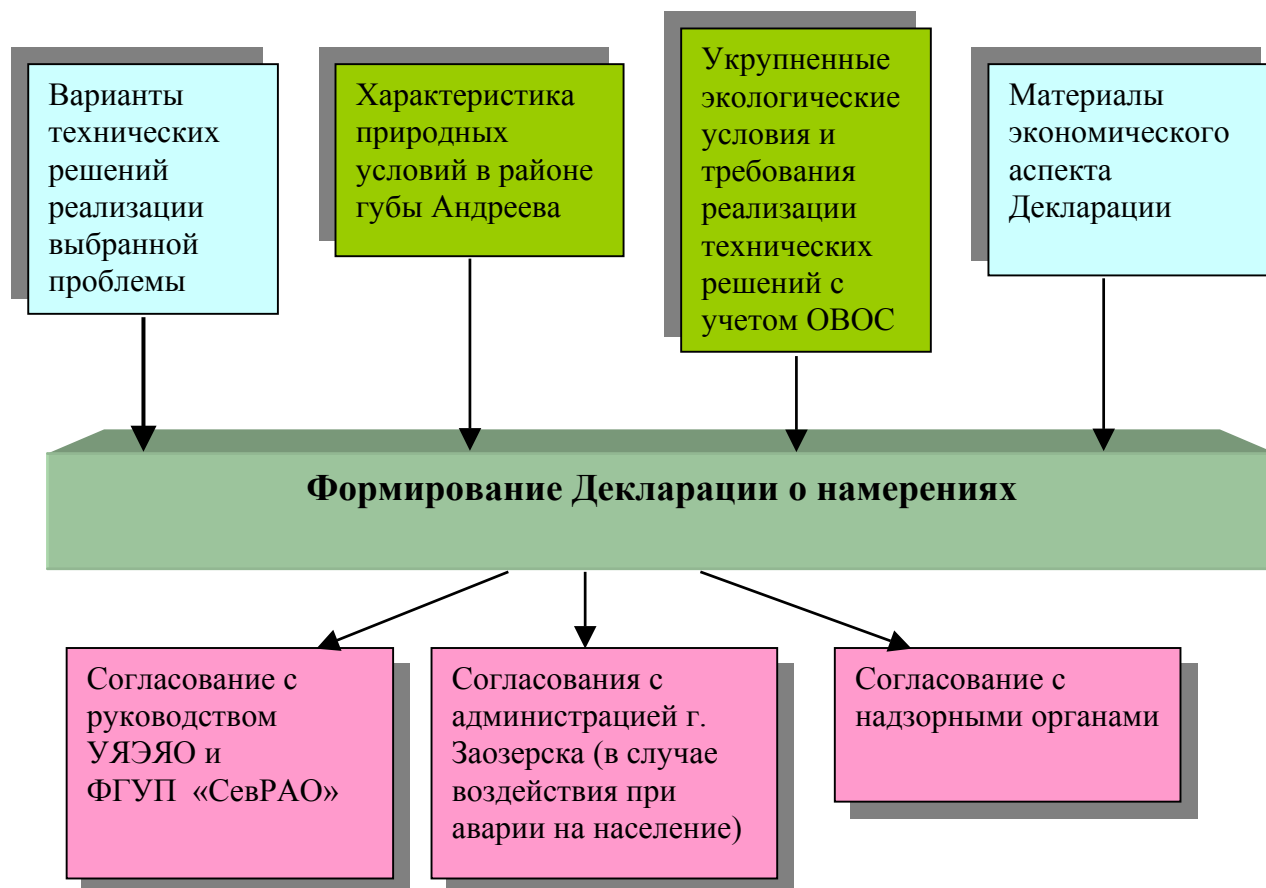 Варианты
технических
решений
реализации
выбранной
проблемы
Характеристика
природных
условий в районе
губы Андреева
Укрупненные
экологические
условия и
требования
реализации
технических
решений с
учетом ОВОС
Материалы
экономического
аспекта
Декларации
Формирование Декларации о намерениях
Согласование с
руководством
УЯЭЯО и
ФГУП «СевРАО»
Согласования с
администрацией г.
Заозерска (в случае
воздействия при
аварии на население)
Согласование с
надзорными органами